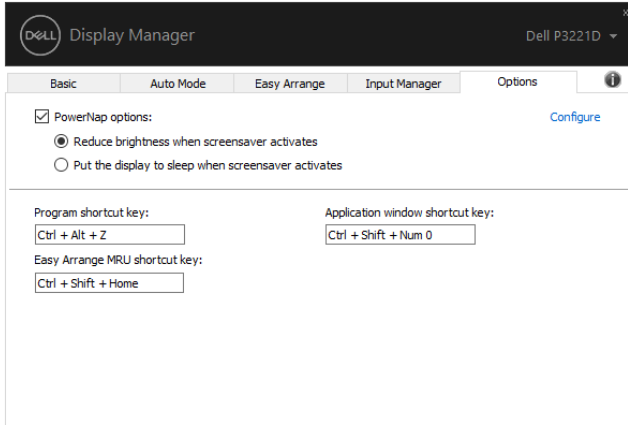 DELL Display Manager
Dell P3221D
x
Basic
Auto Mode
Easy Arrange
Input Manager
Options
i
PowerNap options:
Configure
Reduce brightness when screensaver activates
Put the display to sleep when screensaver activates
Program shortcut key:
Application window shortcut key:
Ctrl + Alt + Z
Ctrl + Shift + Num 0
Easy Arrange MRU shortcut key:
Ctrl + Shift + Home